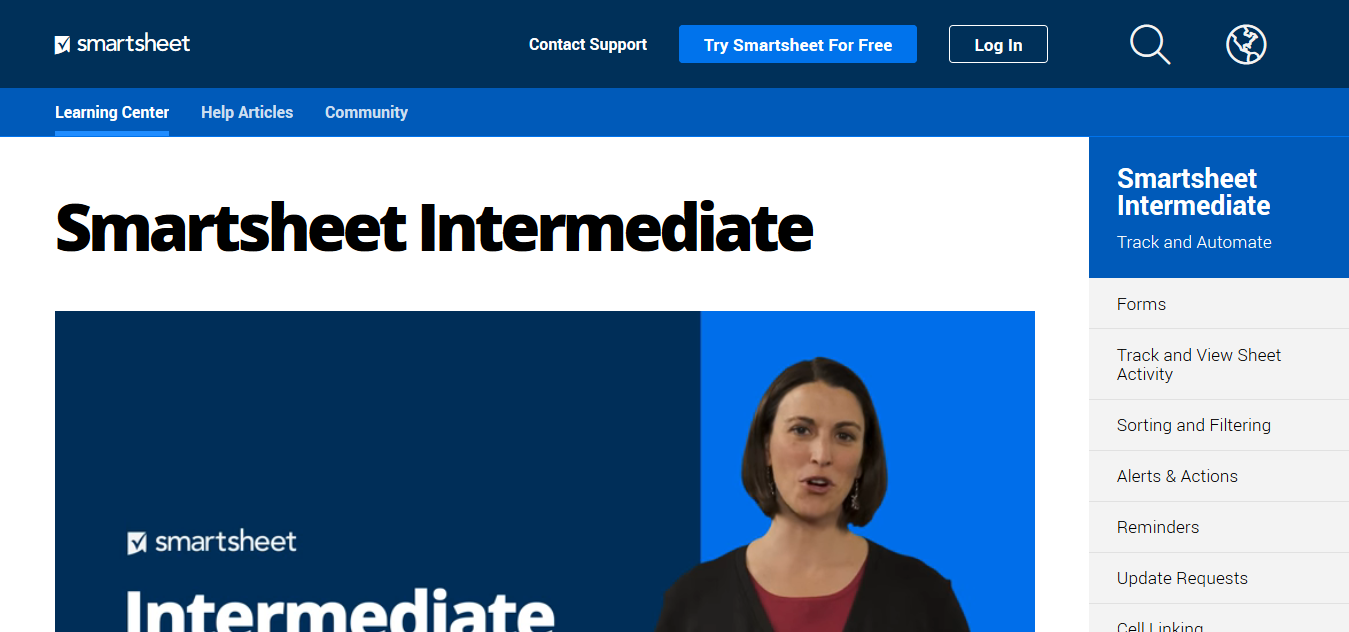 smartsheet
Contact Support
Try Smartsheet For Free
Log In
Learning Center
Help Articles
Community
Smartsheet Intermediate
smartsheet
Intermediate
Smartsheet
Intermediate
Track and Automate
Forms
Track and View Sheet
Activity
Sorting and Filtering
Alerts & Actions
Reminders
Update Requests
Cell Linking